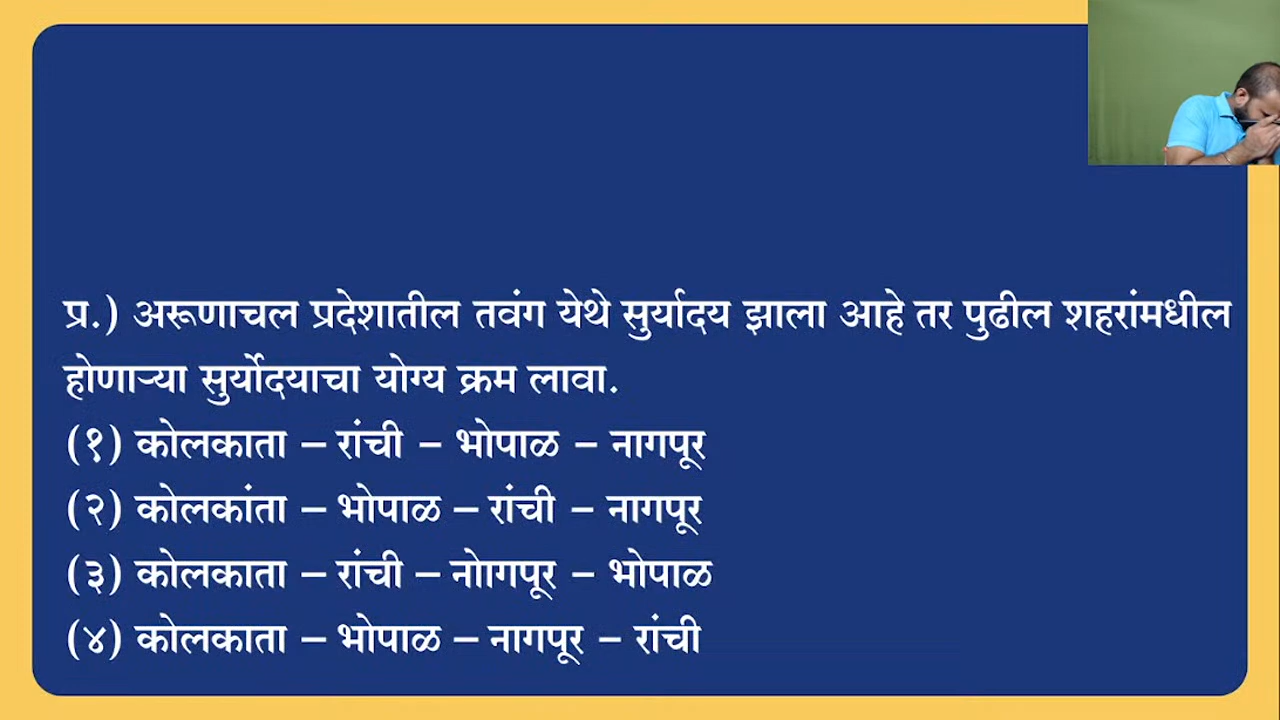 प्र.) अरूणाचल प्रदेशातील तवंग येथे सुर्यादय झाला आहे तर पुढील शहरांमधील
होणाऱ्या सुर्योदयाचा योग्य क्रम लावा.
(१) कोलकाता – रांची – भोपाळ – नागपूर
(२) कोलकांता – भोपाळ – रांची – नागपूर
(३) कोलकाता – रांची – नोागपूर – भोपाळ
(४) कोलकाता – भोपाळ – नागपूर – रांची